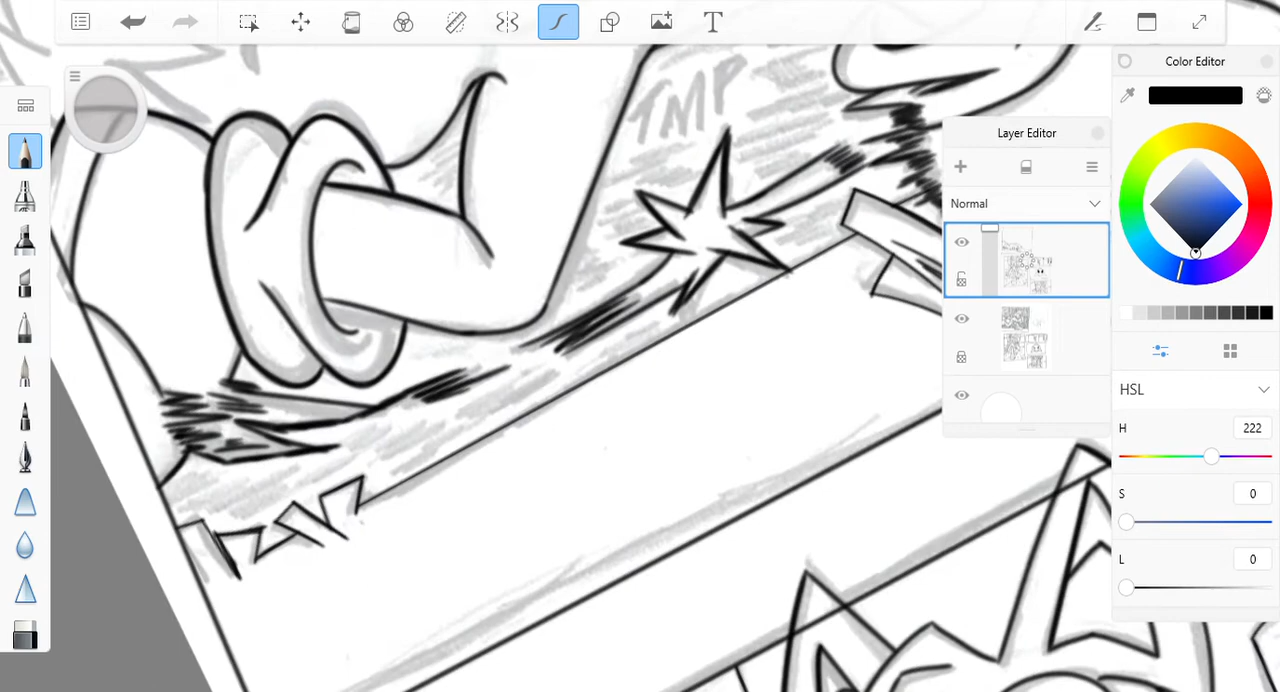 Color Editor
TMP
Layer Editor
Normal
HSL
H 222
S 0
L 0